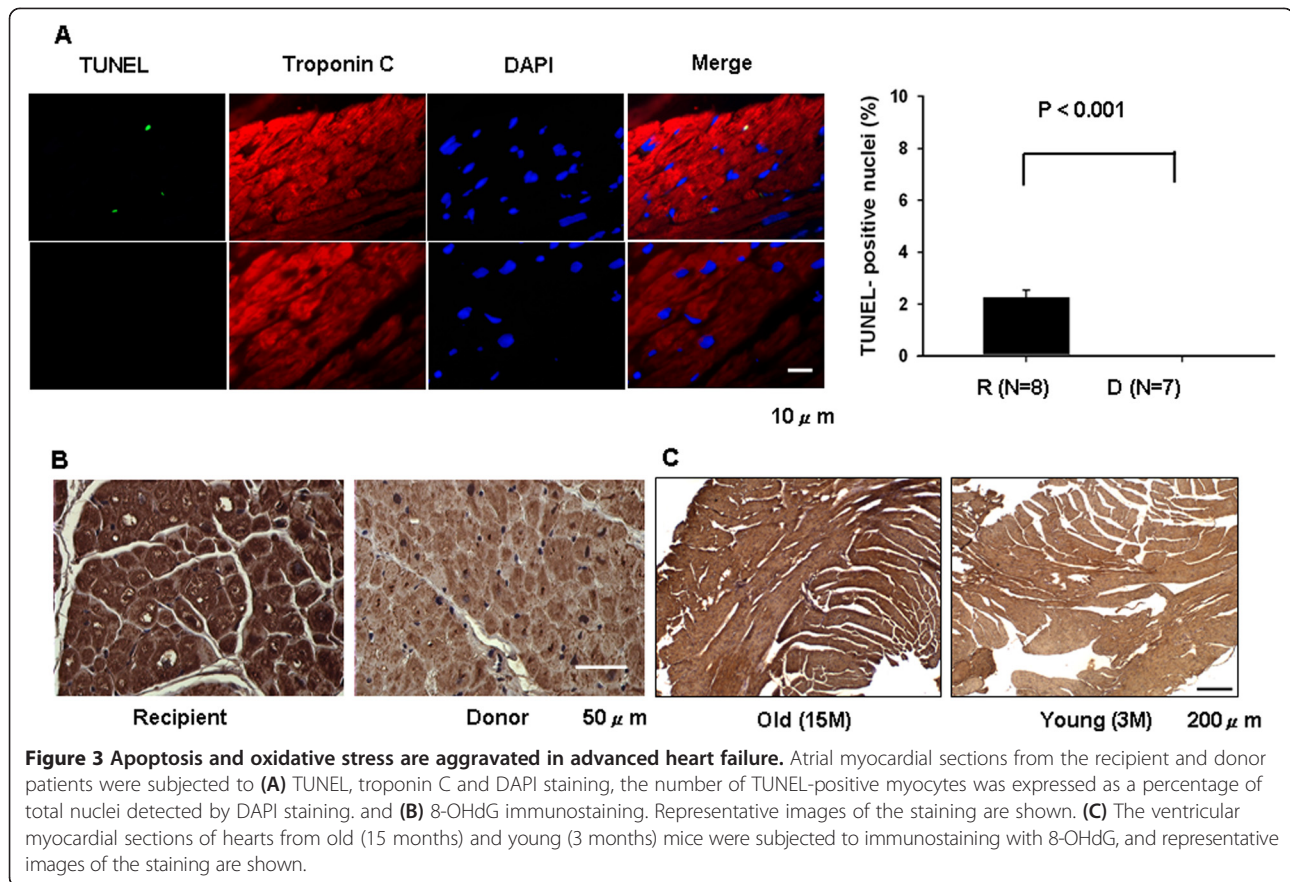 A
TUNEL Troponin C DAPI Merge
10 μ m
TUNEL- positive nuclei (%)
10
8
6
4
2
0
P < 0.001
R (N=8) D (N=7)
B
Recipient Donor 50 μ m
C
Old (15M) Young (3M) 200 μ m
Figure 3 Apoptosis and oxidative stress are aggravated in advanced heart failure. Atrial myocardial sections from the recipient and donor
patients were subjected to (A) TUNEL, troponin C and DAPI staining, the number of TUNEL-positive myocytes was expressed as a percentage of
total nuclei detected by DAPI staining. and (B) 8-OHdG immunostaining. Representative images of the staining are shown. (C) The ventricular
myocardial sections of hearts from old (15 months) and young (3 months) mice were subjected to immunostaining with 8-OHdG, and representative
images of the staining are shown.